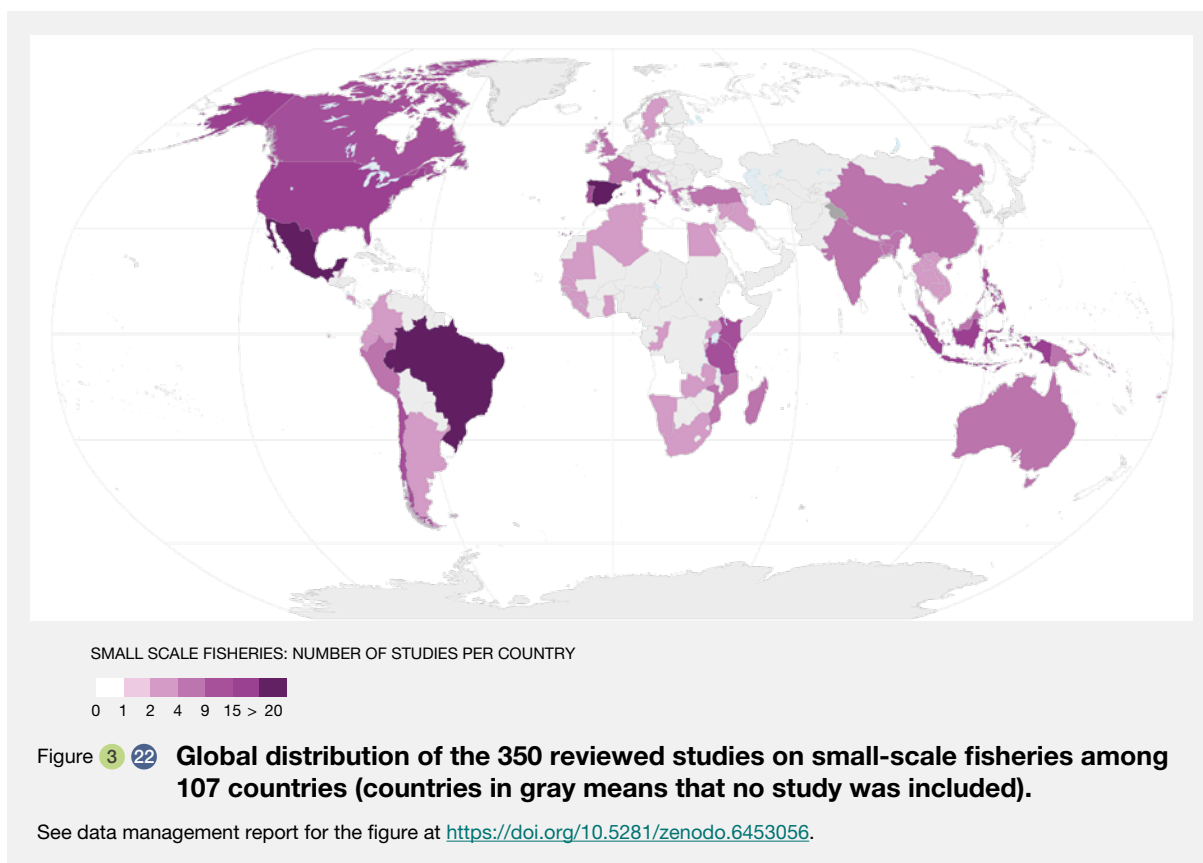 SMALL SCALE FISHERIES: NUMBER OF STUDIES PER COUNTRY
0 1 2 4 9 15 > 20
Figure 3 22 Global distribution of the 350 reviewed studies on small-scale fisheries among
107 countries (countries in gray means that no study was included).
See data management report for the figure at https://doi.org/10.5281/zenodo.6453056.